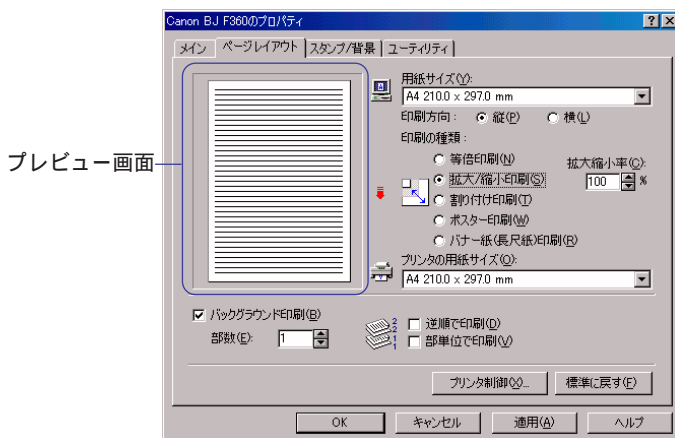 Canon BJ F360のプロパティ
メイン ページレイアウト スタンプ/背景 ユーティリティ
プレビュー画面
用紙サイズ(Y):
A4 210.0 x 297.0 mm
印刷方向: 縦(P) 横(L)
印刷の種類:
等倍印刷(N) 拡大縮小率(C):
拡大/縮小印刷(S) 100 %
割り付け印刷(T)
ポスター印刷(W)
バナー紙(長尺紙)印刷(R)
プリンタの用紙サイズ(O):
A4 210.0 x 297.0 mm
バックグラウンド印刷(B) 2 2 逆順で印刷(D)
部数(E): 1 1 1 部単位で印刷(V)
プリンタ制御(X)... 標準に戻す(F)
OK キャンセル 適用(A) ヘルプ